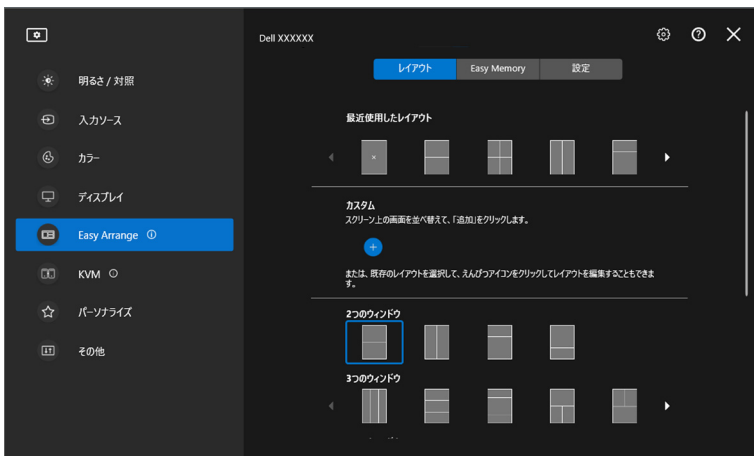 Dell XXXXXX
明るさ / 対照
入力ソース
カラー
ディスプレイ
Easy Arrange
KVM
パーソナライズ
その他
レイアウト
Easy Memory
設定
最近使用したレイアウト
カスタム
スクリーン上の画面を並べ替えて、「追加」をクリックします。
または、既存のレイアウトを選択して、えんぴつアイコンをクリックしてレイアウトを編集することもできま
す。
2つのウィンドウ
3つのウィンドウ